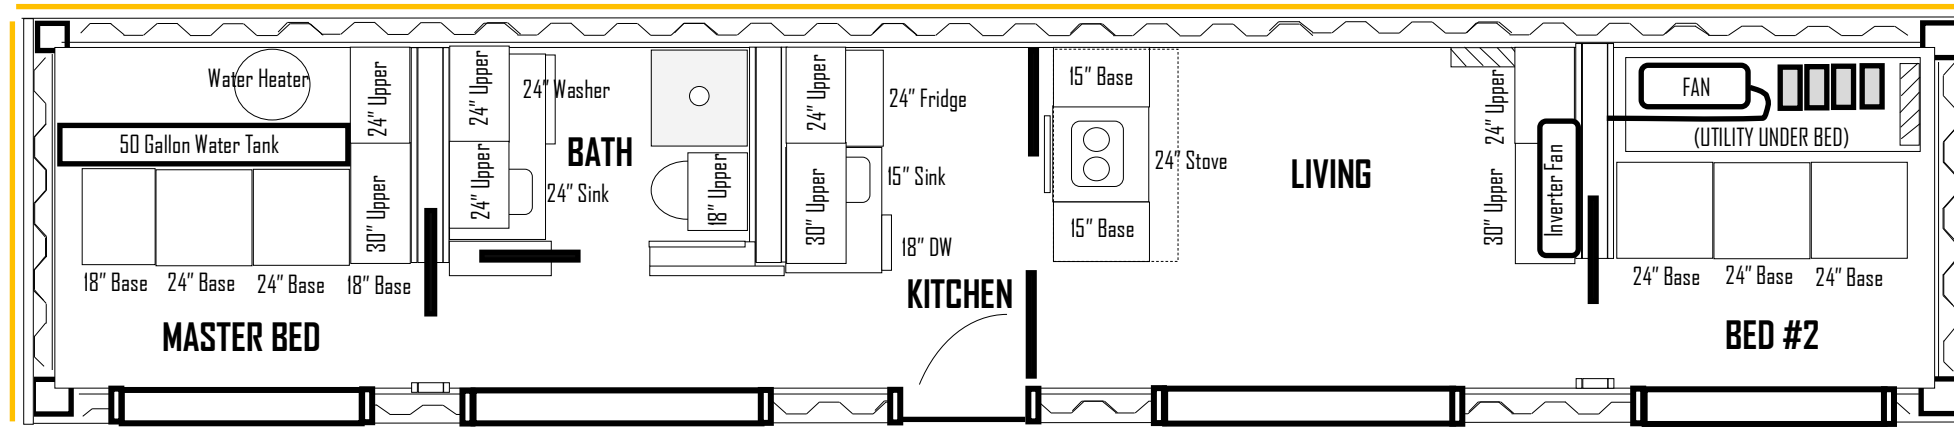 Water Heater
50 Gallon Water Tank
24" Upper
30" Upper
18" Base
24" Base
24" Base
18" Base
MASTER BED
24" Upper
24" Upper
24" Washer
BATH
24" Sink
18" Upper
24" Upper
30" Upper
24" Fridge
15" Sink
18" DW
KITCHEN
15" Base
24" Stove
15" Base
LIVING
24" Upper
30" Upper
Inverter Fan
FAN
(UTILITY UNDER BED)
24" Base
24" Base
24" Base
BED #2